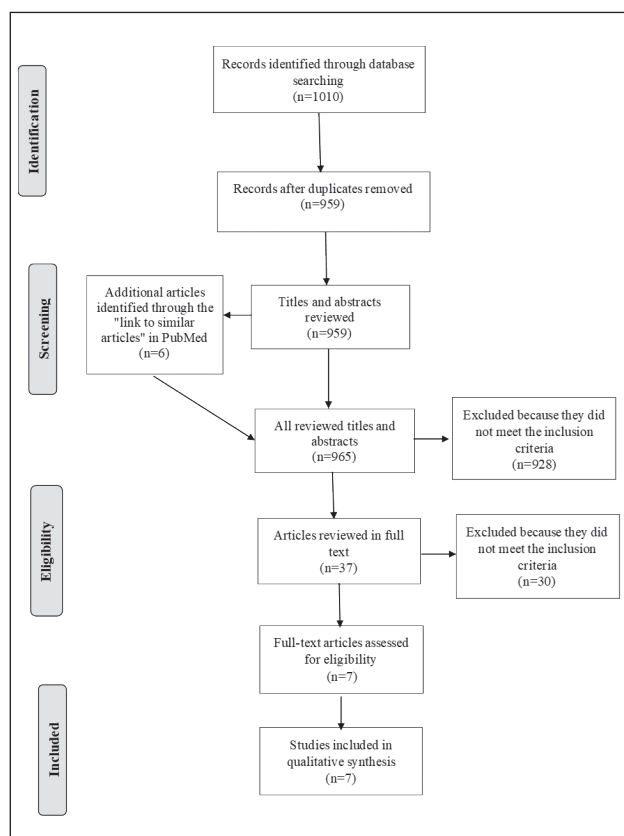 Identification
Records identified through database
searching
(n=1010)
Records after duplicates removed
(n=959)
Screening
Additional articles
identified through the
"link to similar
articles" in PubMed
(n=6)
Titles and abstracts
reviewed
(n=959)
All reviewed titles and
abstracts
(n=965)
Excluded because they did
not meet the inclusion
criteria
(n=928)
Eligibility
Articles reviewed in full
text
(n=37)
Excluded because they did
not meet the inclusion
criteria
(n=30)
Full-text articles assessed
for eligibility
(n=7)
Included
Studies included in
qualitative synthesis
(n=7)